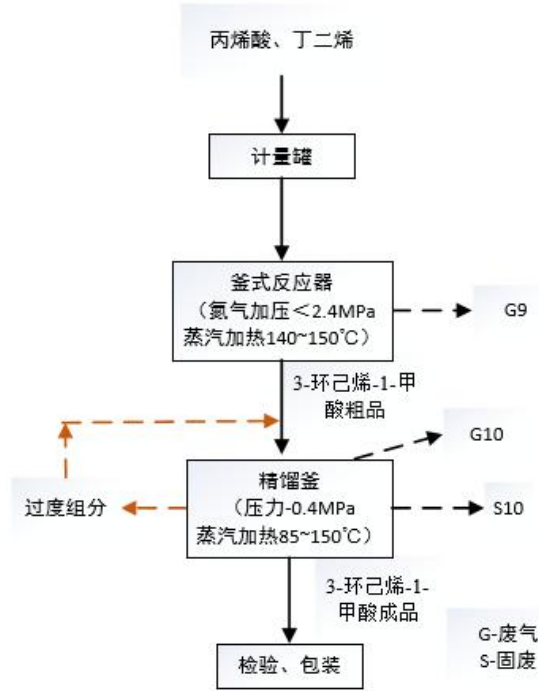 丙烯酸、丁二烯
计量罐
釜式反应器
（氮气加压＜2.4MPa
蒸汽加热140~150℃）
G9
3-环己烯-1-甲
酸粗品
G10
过度组分
精馏釜
（压力-0.4MPa
蒸汽加热85~150℃）
S10
3-环己烯-1-
甲酸成品
G-废气
S-固废
检验、包装